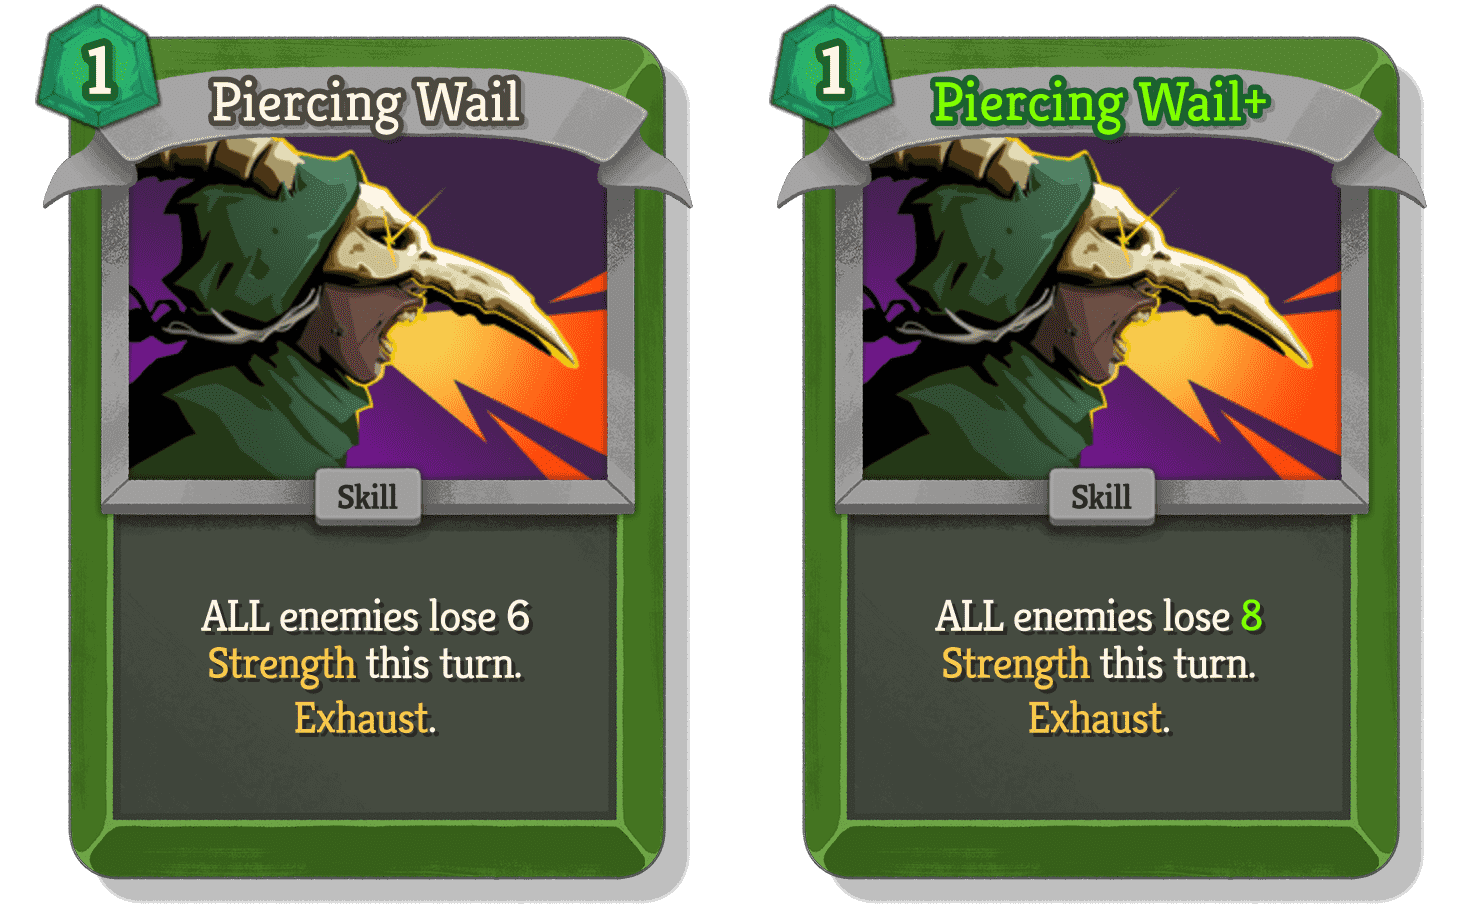 1
Piercing Wail
Skill
ALL enemies lose 6
Strength this turn.
Exhaust.
1
Piercing Wail+
Skill
ALL enemies lose 8
Strength this turn.
Exhaust.